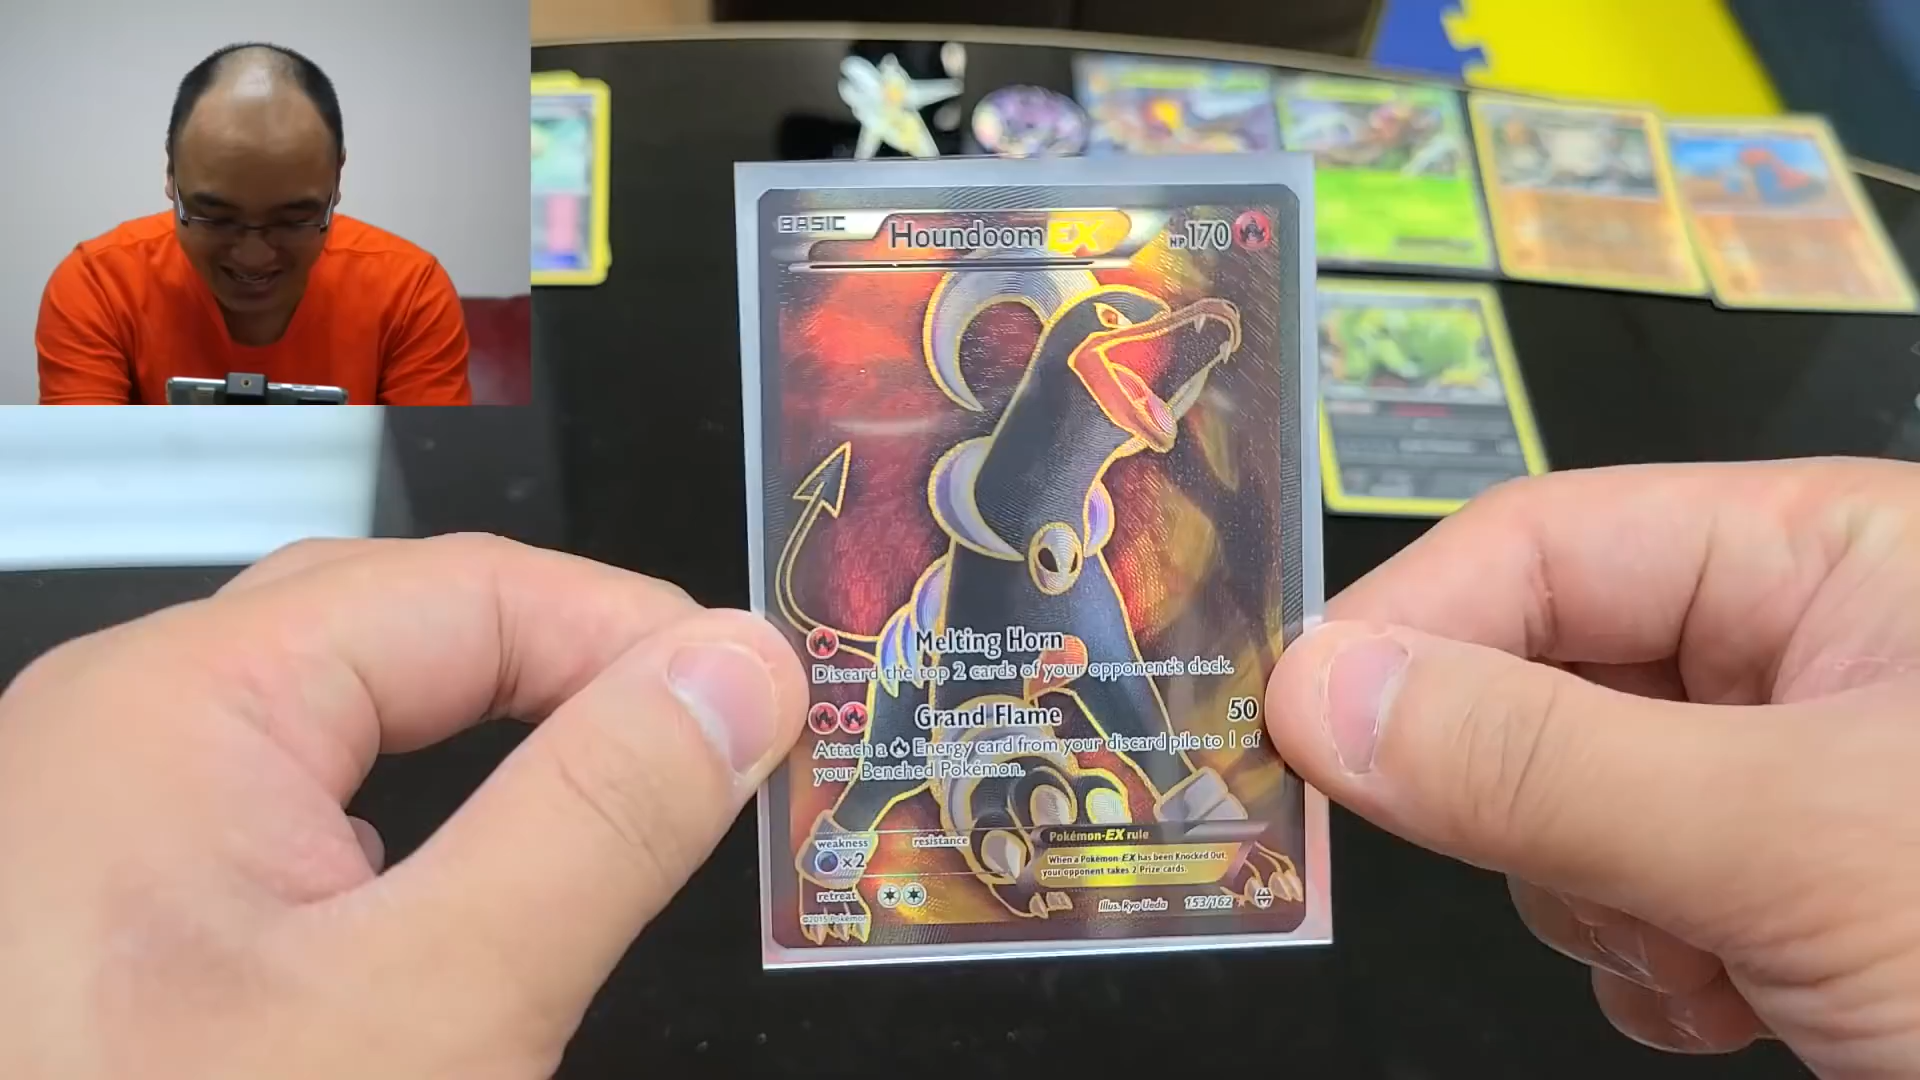 BASIC
Houndoom EX
HP 170
Melting Horn
Discard the top 2 cards of your opponent's deck.
Grand Flame 50
Attach a Energy card from your discard pile to 1 of
your Benched Pokémon.
weakness
×2
resistance
retreat
Pokémon-EX rule
When a Pokémon-EX has been Knocked Out,
your opponent takes 2 Prize cards.
©2015 Pokémon
Illus. Ryo Ueda
153/162